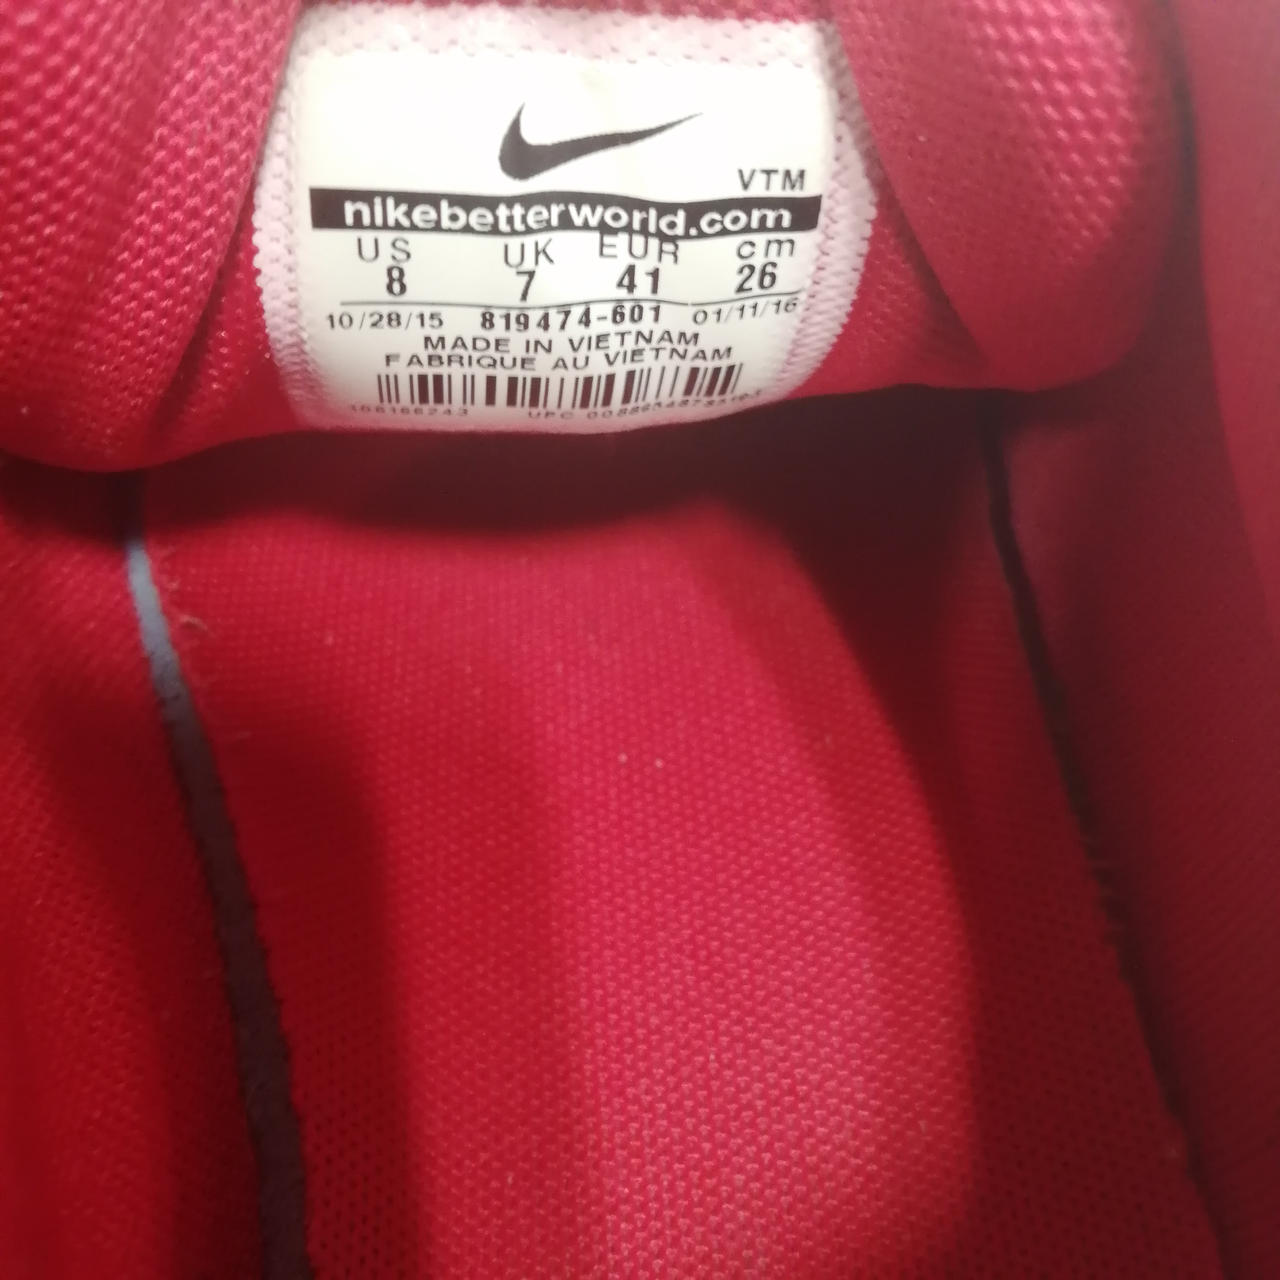 VTM
nikebetterworld.com
US UK EUR cm
8 7 41 26
10/28/15 819474-601 01/11/16
MADE IN VIETNAM
FABRIQUE AU VIETNAM
UPC